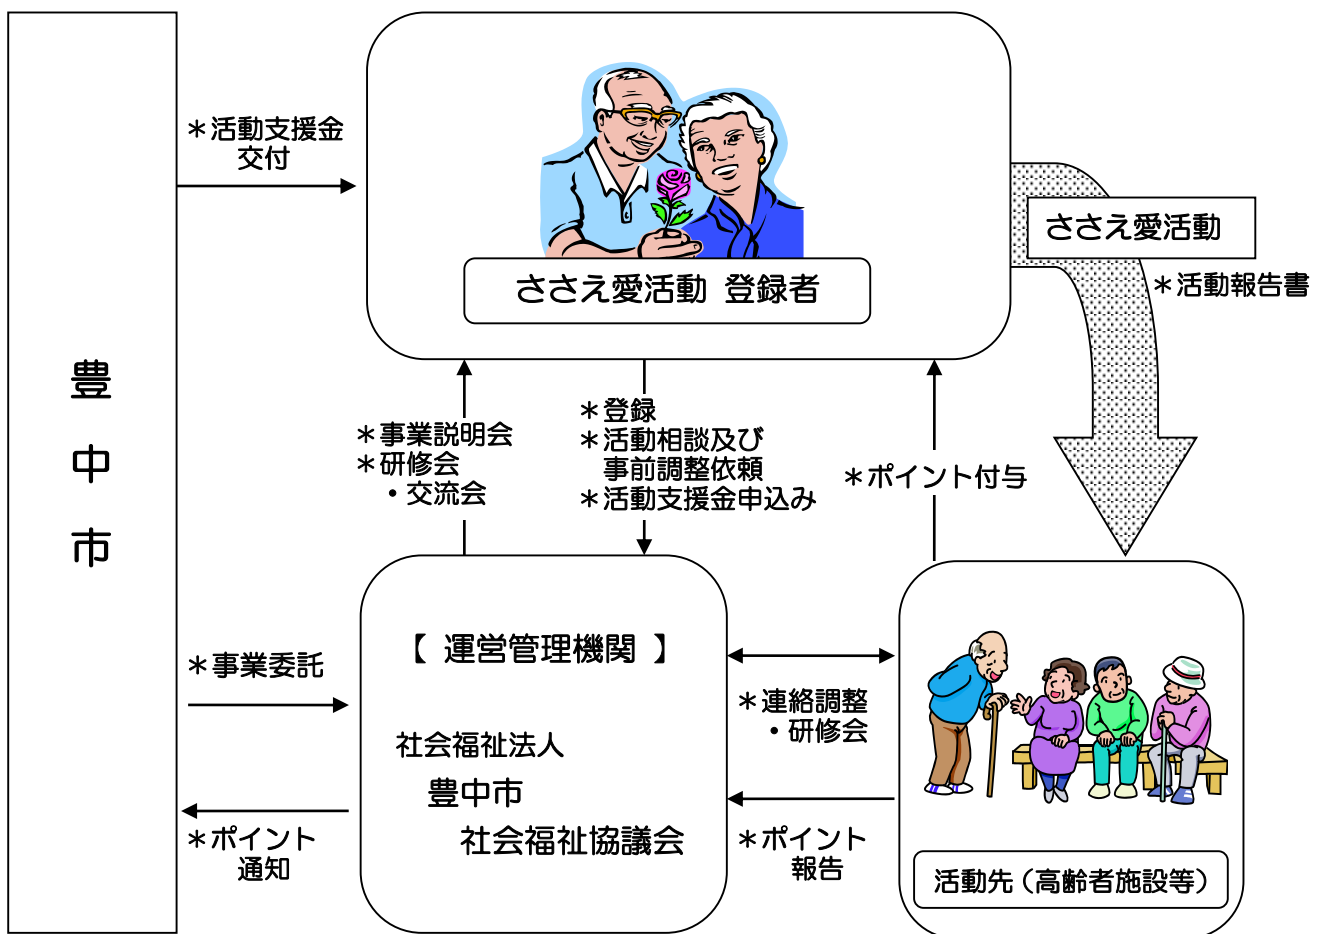 豊中市
＊活動支援金
交付
ささえ愛活動 登録者
ささえ愛活動
＊活動報告書
＊事業説明会
＊研修会
・交流会
＊登録
＊活動相談及び
事前調整依頼
＊活動支援金申込み
＊ポイント付与
＊事業委託
＊ポイント
通知
【 運営管理機関 】
社会福祉法人
豊中市
社会福祉協議会
＊連絡調整
・研修会
＊ポイント
報告
活動先（高齢者施設等）